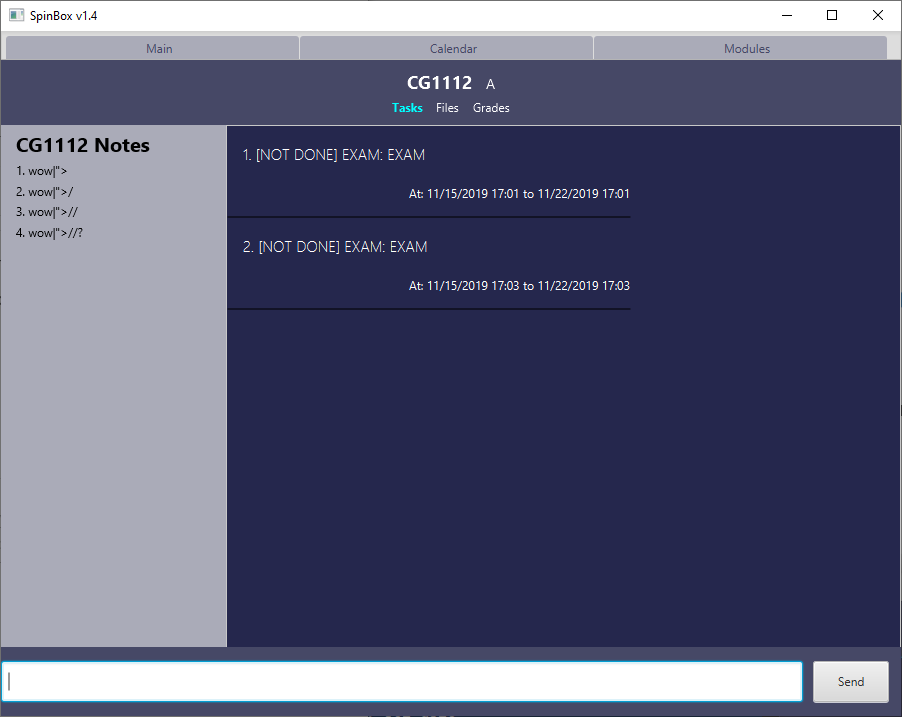 SpinBox v1.4
Main Calendar Modules
CG1112 A
Tasks Files Grades
CG1112 Notes
1. wow|">
2. wow|">/
3. wow|">//
4. wow|">//?
1. [NOT DONE] EXAM: EXAM
At: 11/15/2019 17:01 to 11/22/2019 17:01
2. [NOT DONE] EXAM: EXAM
At: 11/15/2019 17:03 to 11/22/2019 17:03
Send